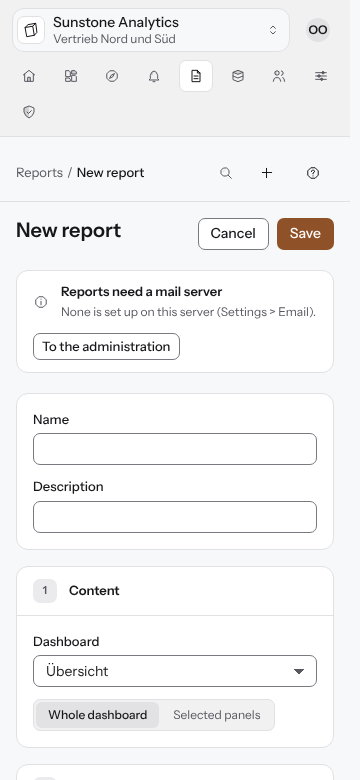 Sunstone Analytics
Vertrieb Nord und Süd
OO
Reports / New report
New report
Cancel
Save
Reports need a mail server
None is set up on this server (Settings > Email).
To the administration
Name
Description
1 Content
Dashboard
Übersicht
Whole dashboard
Selected panels